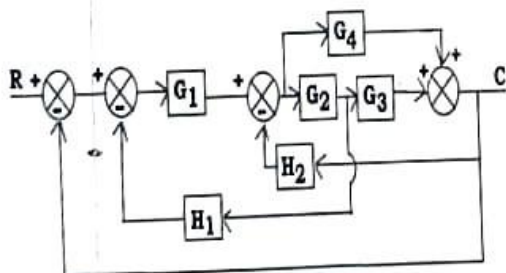 G4
R + + + + + C
G1 G2 G3
- - -
H2
H1
-